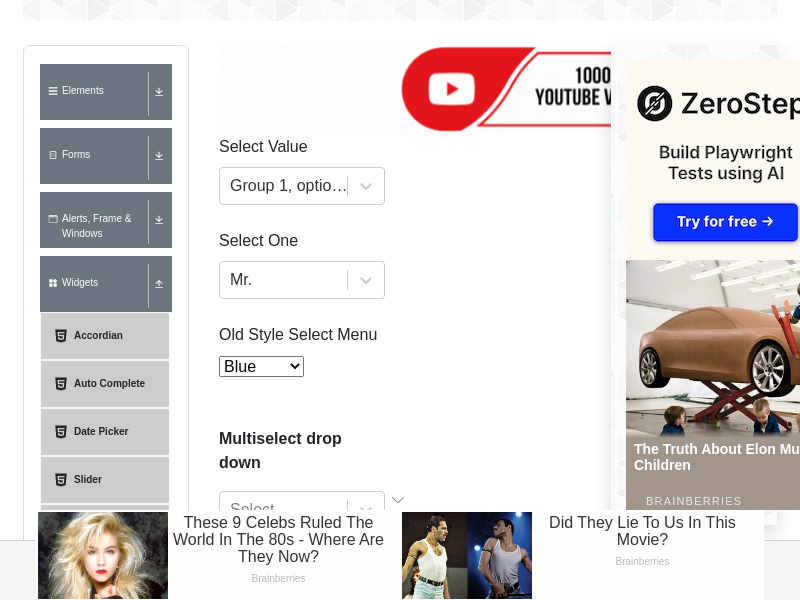 Elements
Forms
Alerts, Frame &
Windows
Widgets
Accordian
Auto Complete
Date Picker
Slider
1000
YOUTUBE V
Select Value
Group 1, optio…
Select One
Mr.
Old Style Select Menu
Blue
Multiselect drop
down
Select...
ZeroStep
Build Playwright
Tests using AI
Try for free →
The Truth About Elon Mu
Children
BRAINBERRIES
These 9 Celebs Ruled The
World In The 80s - Where Are
They Now?
Brainberries
Did They Lie To Us In This
Movie?
Brainberries